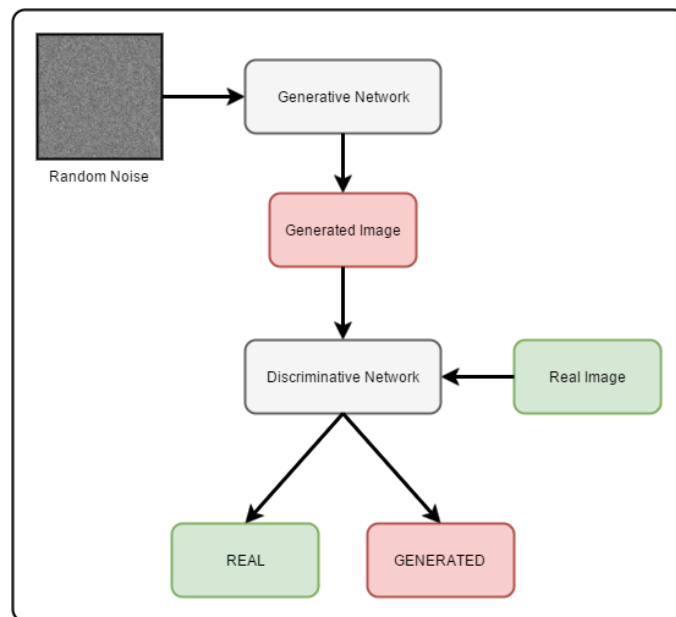 Generative Network
Random Noise
Generated Image
Discriminative Network
Real Image
REAL
GENERATED